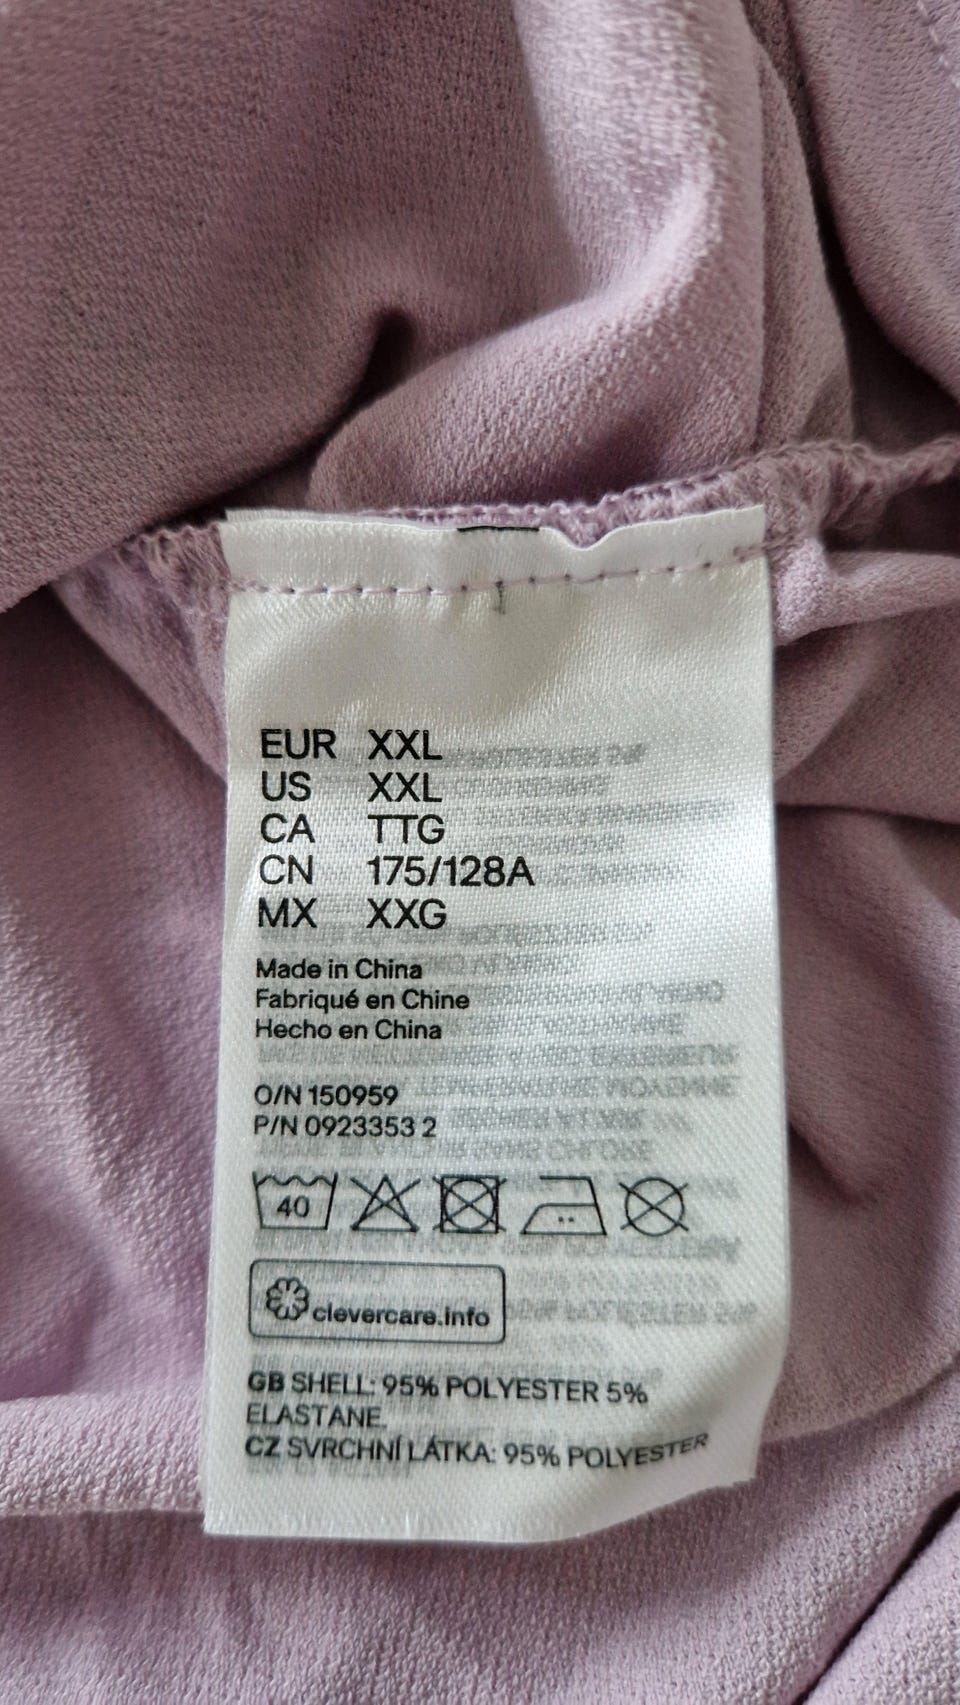 EUR XXL
US XXL
CA TTG
CN 175/128A
MX XXG
Made in China
Fabriqué en Chine
Hecho en China
O/N 150959
P/N 0923353 2
40
clevercare.info
GB SHELL: 95% POLYESTER 5%
ELASTANE.
CZ SVRCHNÍ LÁTKA: 95% POLYESTER